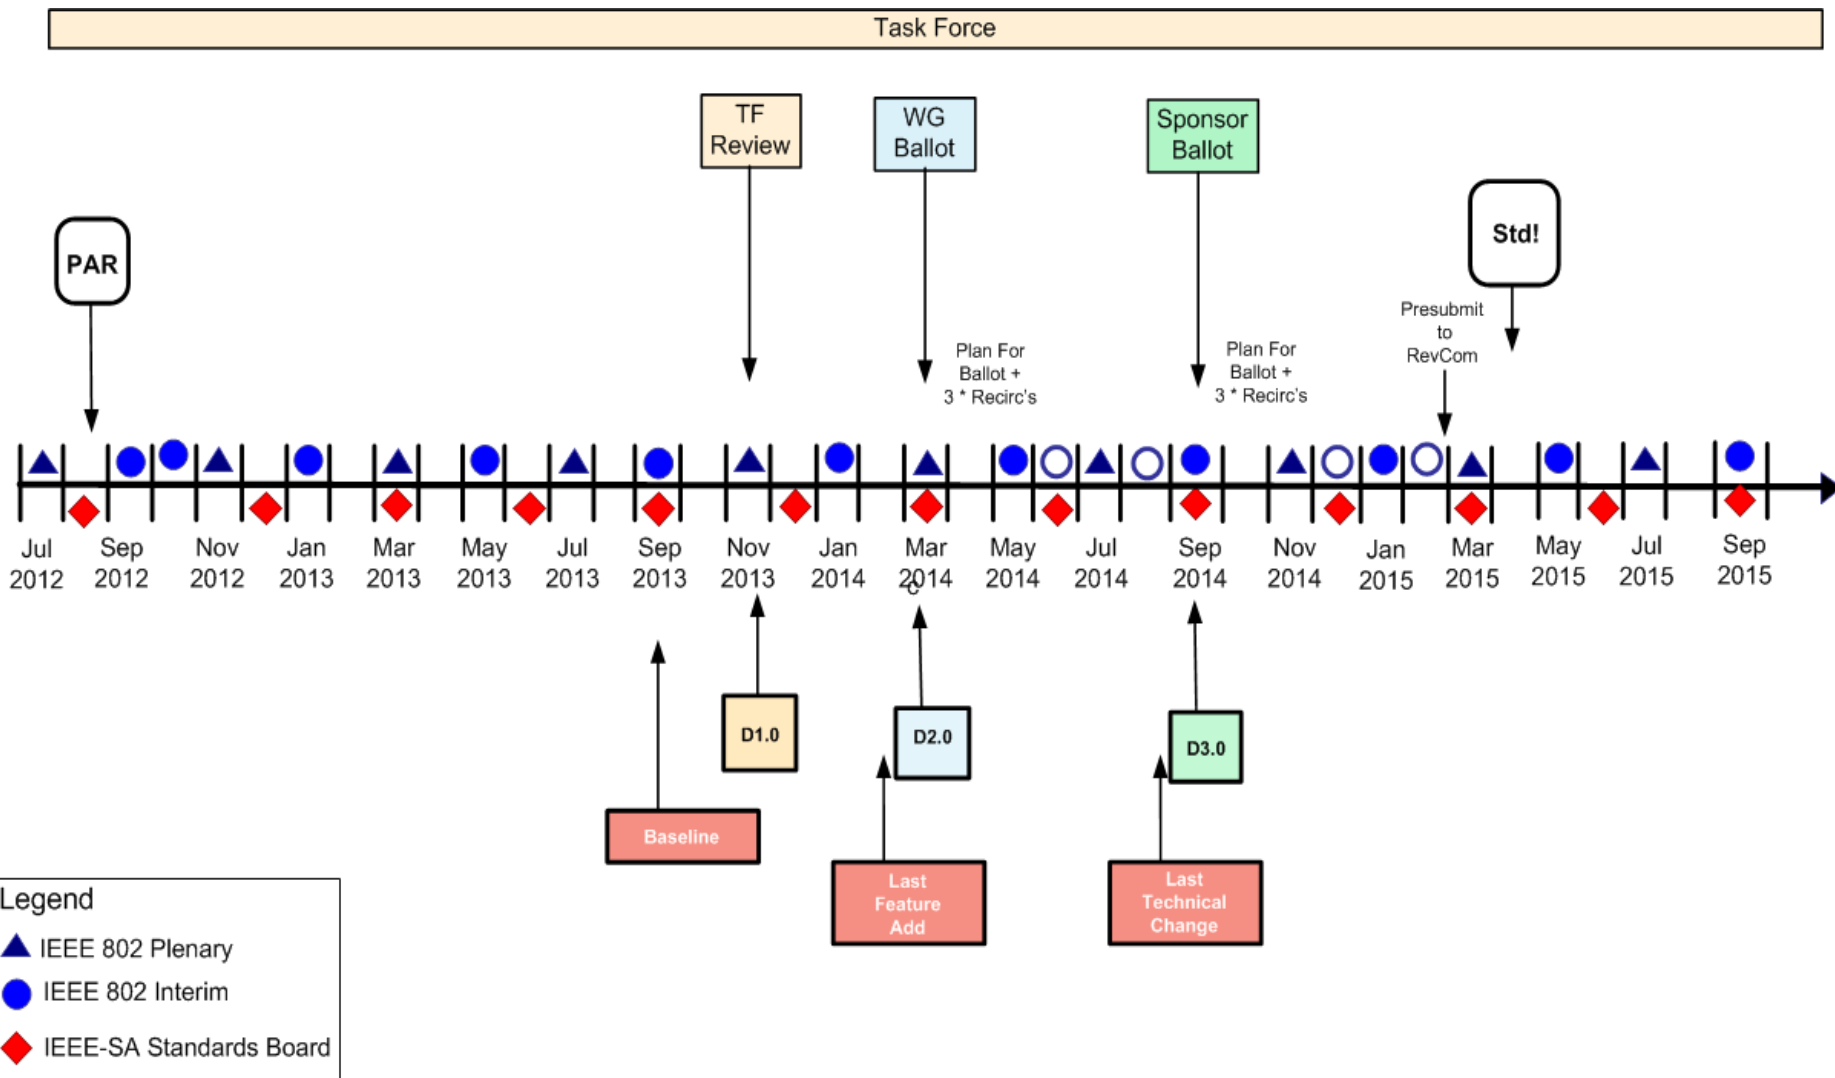 Task Force
TF
Review
WG
Ballot
Sponsor
Ballot
PAR
Std!
Presubmit
to
RevCom
Plan For
Ballot +
3 * Recirc's
Plan For
Ballot +
3 * Recirc's
Jul
2012
Sep
2012
Nov
2012
Jan
2013
Mar
2013
May
2013
Jul
2013
Sep
2013
Nov
2013
Jan
2014
Mar
2014
c
May
2014
Jul
2014
Sep
2014
Nov
2014
Jan
2015
Mar
2015
May
2015
Jul
2015
Sep
2015
D1.0
D2.0
D3.0
Baseline
Last
Feature
Add
Last
Technical
Change
Legend
IEEE 802 Plenary
IEEE 802 Interim
IEEE-SA Standards Board